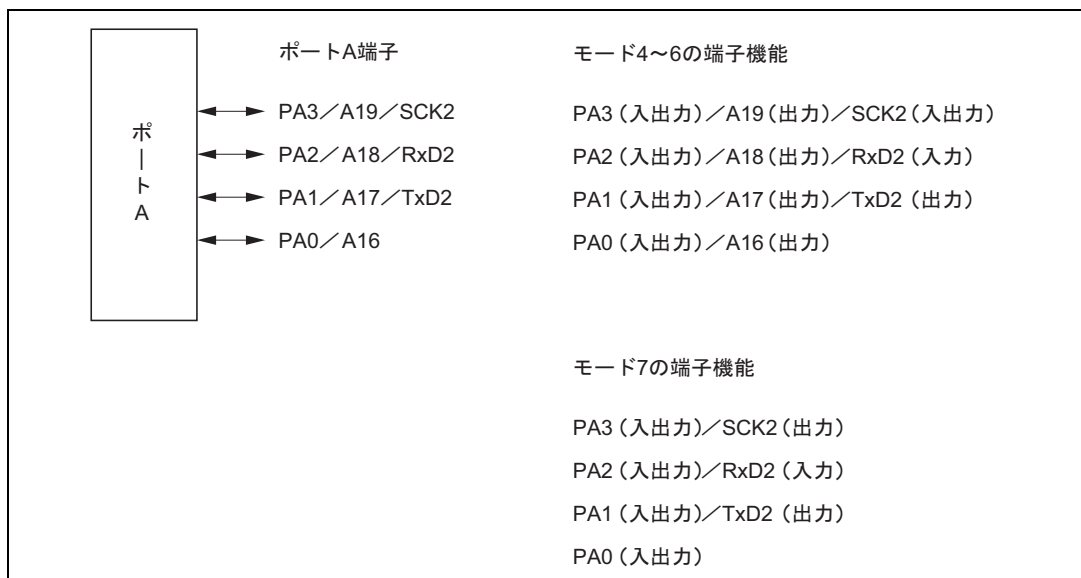 ポートA
ポートA端子
PA3／A19／SCK2
PA2／A18／RxD2
PA1／A17／TxD2
PA0／A16
モード4～6の端子機能
PA3（入出力）／A19（出力）／SCK2（入出力）
PA2（入出力）／A18（出力）／RxD2（入力）
PA1（入出力）／A17（出力）／TxD2（出力）
PA0（入出力）／A16（出力）
モード7の端子機能
PA3（入出力）／SCK2（出力）
PA2（入出力）／RxD2（入力）
PA1（入出力）／TxD2（出力）
PA0（入出力）